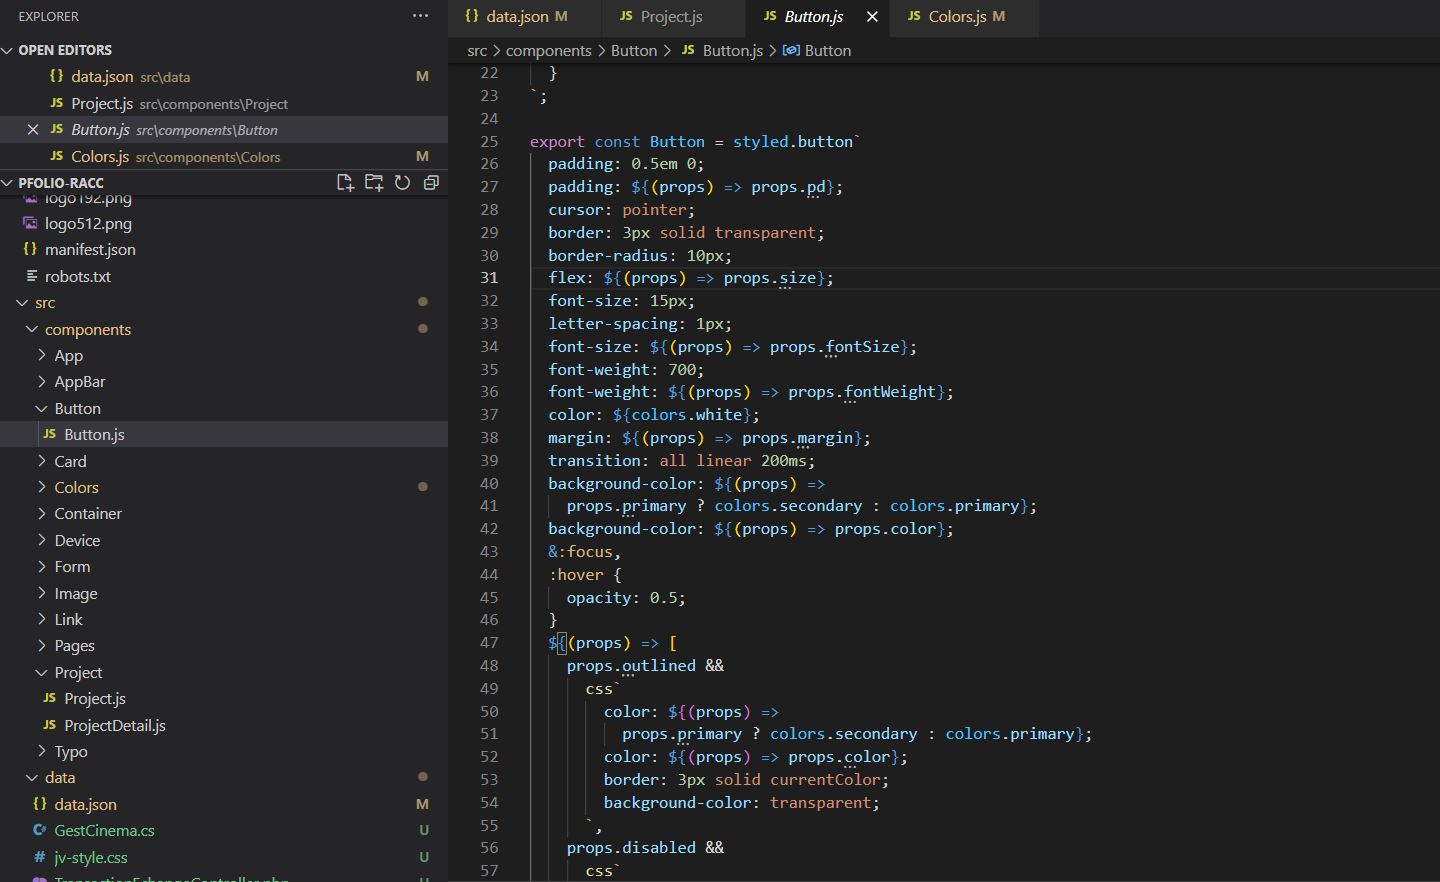 EXPLORER
OPEN EDITORS
{} data.json src\data M
JS Project.js src\components\Project
JS Button.js src\components\Button
JS Colors.js src\components\Colors M
PFOLIO-RACC
logo192.png
logo512.png
{} manifest.json
robots.txt
src
components
App
AppBar
Button
JS Button.js
Card
Colors
Container
Device
Form
Image
Link
Pages
Project
JS Project.js
JS ProjectDetail.js
Typo
data
{} data.json M
C# GestCinema.cs U
# jv-style.css U
{} data.json M
JS Project.js
JS Button.js
JS Colors.js M
src > components > Button > JS Button.js > Button
22 }
23 `;
24
25 export const Button = styled.button`
26 padding: 0.5em 0;
27 padding: ${(props) => props.pd};
28 cursor: pointer;
29 border: 3px solid transparent;
30 border-radius: 10px;
31 flex: ${(props) => props.size};
32 font-size: 15px;
33 letter-spacing: 1px;
34 font-size: ${(props) => props.fontSize};
35 font-weight: 700;
36 font-weight: ${(props) => props.fontWeight};
37 color: ${colors.white};
38 margin: ${(props) => props.margin};
39 transition: all linear 200ms;
40 background-color: ${(props) =>
41 props.primary ? colors.secondary : colors.primary};
42 background-color: ${(props) => props.color};
43 &:focus,
44 :hover {
45 opacity: 0.5;
46 }
47 ${(props) => [
48 props.outlined &&
49 css`
50 color: ${(props) =>
51 props.primary ? colors.secondary : colors.primary};
52 color: ${(props) => props.color};
53 border: 3px solid currentColor;
54 background-color: transparent;
55 `,
56 props.disabled &&
57 css`